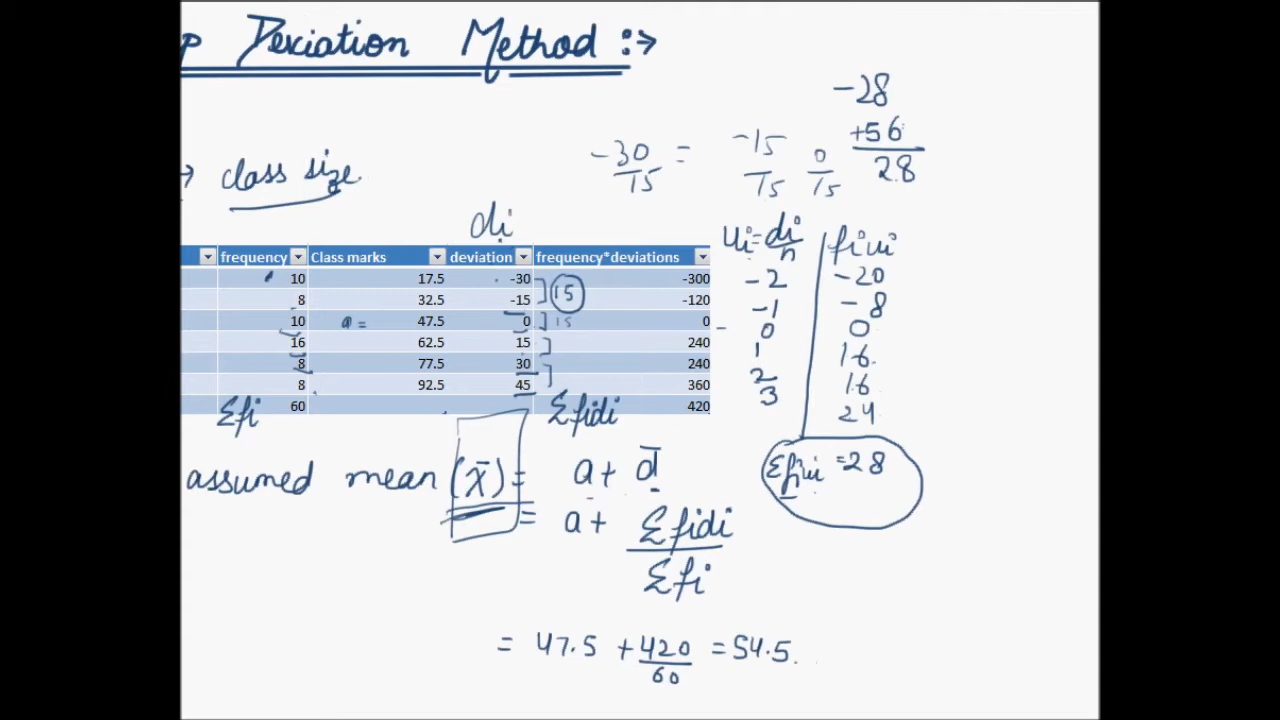 p Deviation Method :→
-28
+56
28
-30/15 = -15/15 0/15
→ class size
di
ui = di/h fiui
frequency Class marks deviation frequency*deviations
10 17.5 -30 -300
8 32.5 -15 -120
10 a = 47.5 0 0
16 62.5 15 240
8 77.5 30 240
8 92.5 45 360
60 420
15
15
-2 -20
-1 -8
0 0
1 16
2 16
3 24
Σfi Σfidi
Σfiui = 28
assumed mean (x̄) = a + d̄
= a + Σfidi/Σfi
= 47.5 + 420/60 = 54.5